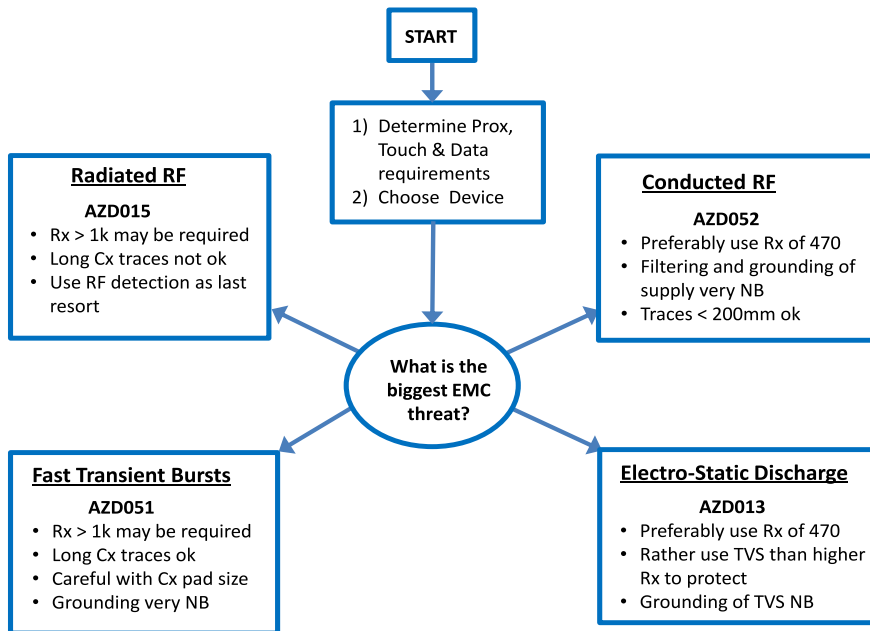 START
1) Determine Prox,
Touch & Data
requirements
2) Choose Device
Radiated RF
AZD015
• Rx > 1k may be required
• Long Cx traces not ok
• Use RF detection as last
resort
Conducted RF
AZD052
• Preferably use Rx of 470
• Filtering and grounding of
supply very NB
• Traces < 200mm ok
What is the
biggest EMC
threat?
Fast Transient Bursts
AZD051
• Rx > 1k may be required
• Long Cx traces ok
• Careful with Cx pad size
• Grounding very NB
Electro-Static Discharge
AZD013
• Preferably use Rx of 470
• Rather use TVS than higher
Rx to protect
• Grounding of TVS NB